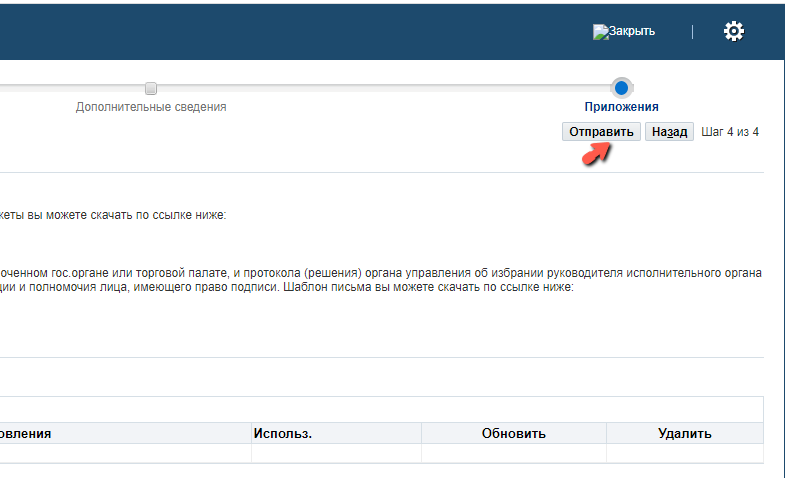 Закрыть
Дополнительные сведения
Приложения
Отправить Назад Шаг 4 из 4
кеты вы можете скачать по ссылке ниже:
оченном гос.органе или торговой палате, и протокола (решения) органа управления об избрании руководителя исполнительного органа
ции и полномочия лица, имеющего право подписи. Шаблон письма вы можете скачать по ссылке ниже:
овления Использ. Обновить Удалить